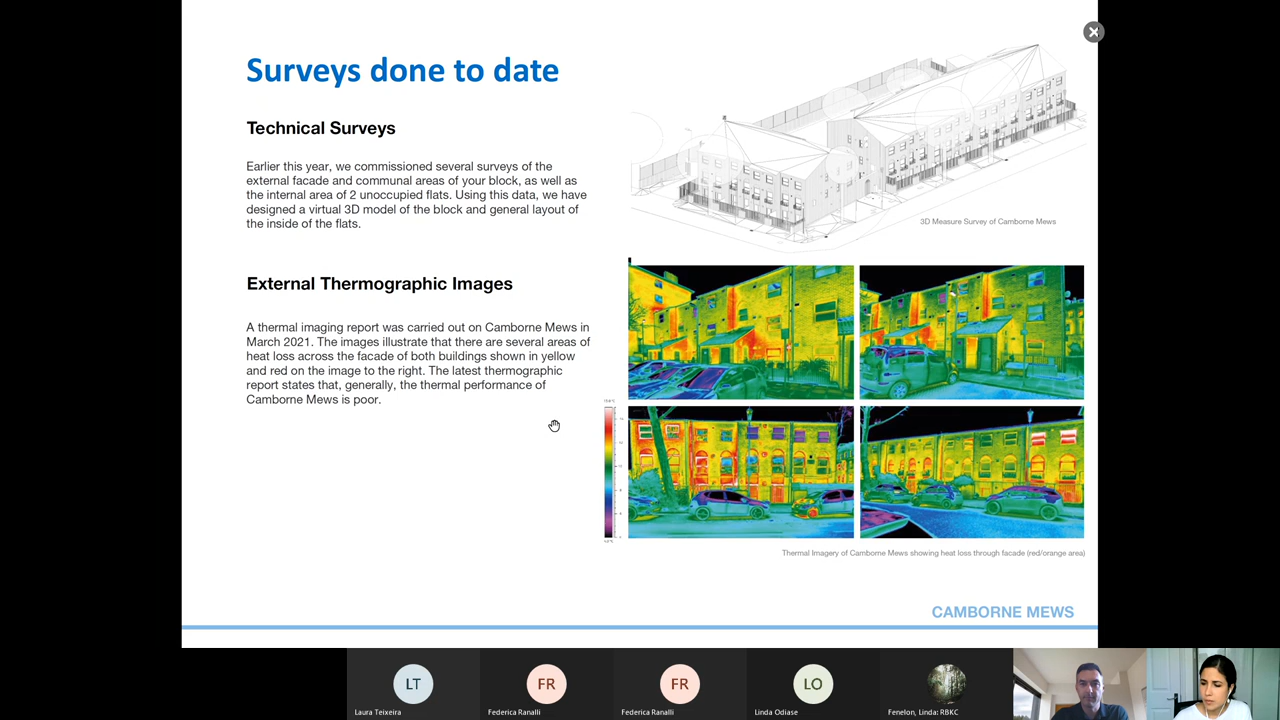 Surveys done to date
Technical Surveys
Earlier this year, we commissioned several surveys of the
external facade and communal areas of your block, as well as
the internal area of 2 unoccupied flats. Using this data, we have
designed a virtual 3D model of the block and general layout of
the inside of the flats.
3D Measure Survey of Camborne Mews
External Thermographic Images
A thermal imaging report was carried out on Camborne Mews in
March 2021. The images illustrate that there are several areas of
heat loss across the facade of both buildings shown in yellow
and red on the image to the right. The latest thermographic
report states that, generally, the thermal performance of
Camborne Mews is poor.
Thermal Imagery of Camborne Mews showing heat loss through facade (red/orange area)
CAMBORNE MEWS
LT
FR
FR
LO
Laura Teixeira
Federica Ranalli
Federica Ranalli
Linda Odiase
Fenelon, Linda: RBKC